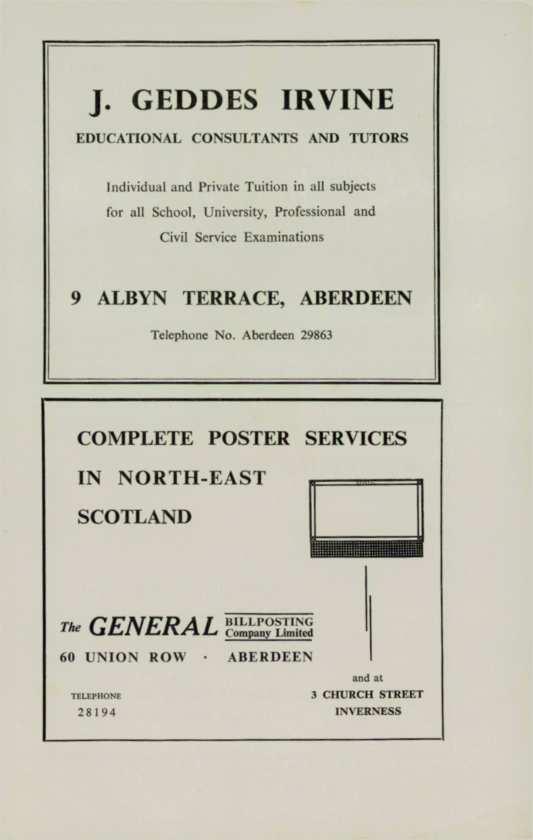 J. GEDDES IRVINE
EDUCATIONAL CONSULTANTS AND TUTORS
Individual and Private Tuition in all subjects
for all School, University, Professional and
Civil Service Examinations
9 ALBYN TERRACE, ABERDEEN
Telephone No. Aberdeen 29863
COMPLETE POSTER SERVICES
IN NORTH-EAST
SCOTLAND
The GENERAL BILLPOSTING Company Limited
60 UNION ROW · ABERDEEN
TELEPHONE
28194
and at
3 CHURCH STREET
INVERNESS